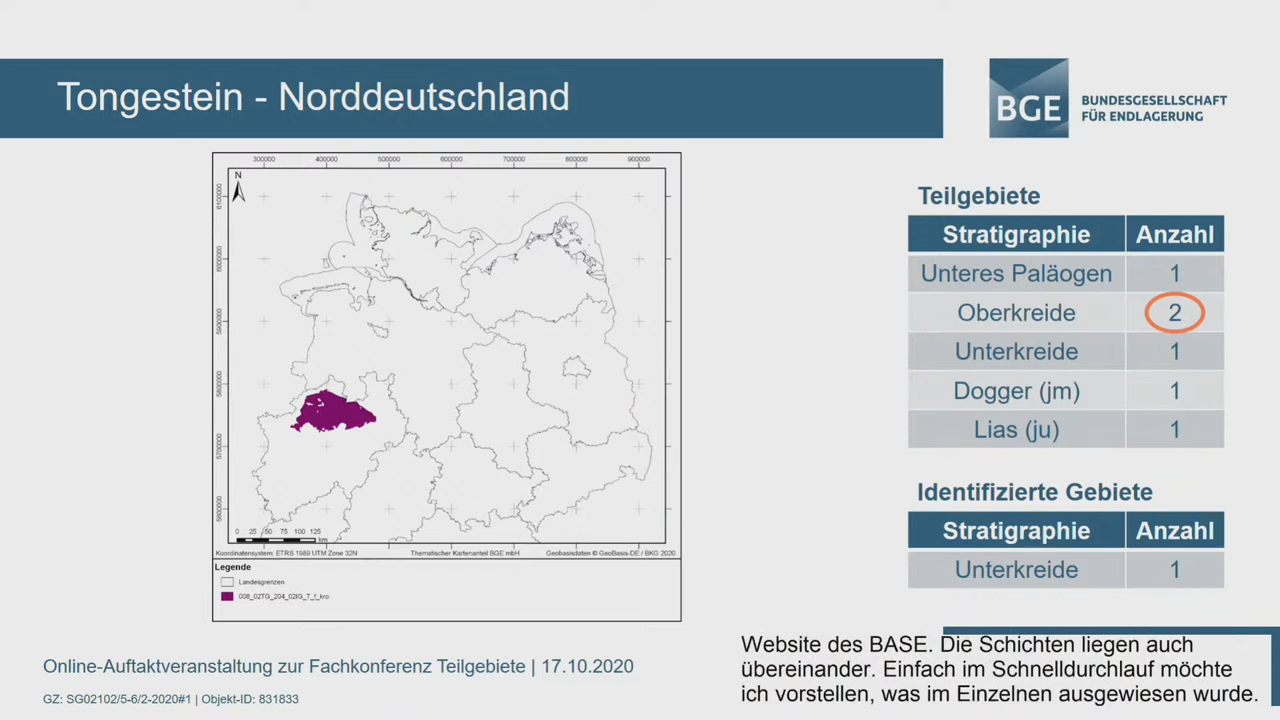 Tongestein - Norddeutschland
BGE
BUNDESGESELLSCHAFT
FÜR ENDLAGERUNG
300000 400000 500000 600000 700000 800000 900000
N
6100000
6000000
5900000
5800000
5700000
5600000
0 25 50 75 100 125
km
Koordinatensystem: ETRS 1989 UTM Zone 32N Thematischer Kartenanteil BGE mbH Geobasisdaten © GeoBasis-DE / BKG 2020
Legende
Landesgrenzen
008_02TG_204_02IG_T_f_kro
Teilgebiete
Stratigraphie Anzahl
Unteres Paläogen 1
Oberkreide 2
Unterkreide 1
Dogger (jm) 1
Lias (ju) 1
Identifizierte Gebiete
Stratigraphie Anzahl
Unterkreide 1
Website des BASE. Die Schichten liegen auch
übereinander. Einfach im Schnelldurchlauf möchte
ich vorstellen, was im Einzelnen ausgewiesen wurde.
Online-Auftaktveranstaltung zur Fachkonferenz Teilgebiete | 17.10.2020
GZ: SG02102/5-6/2-2020#1 | Objekt-ID: 831833